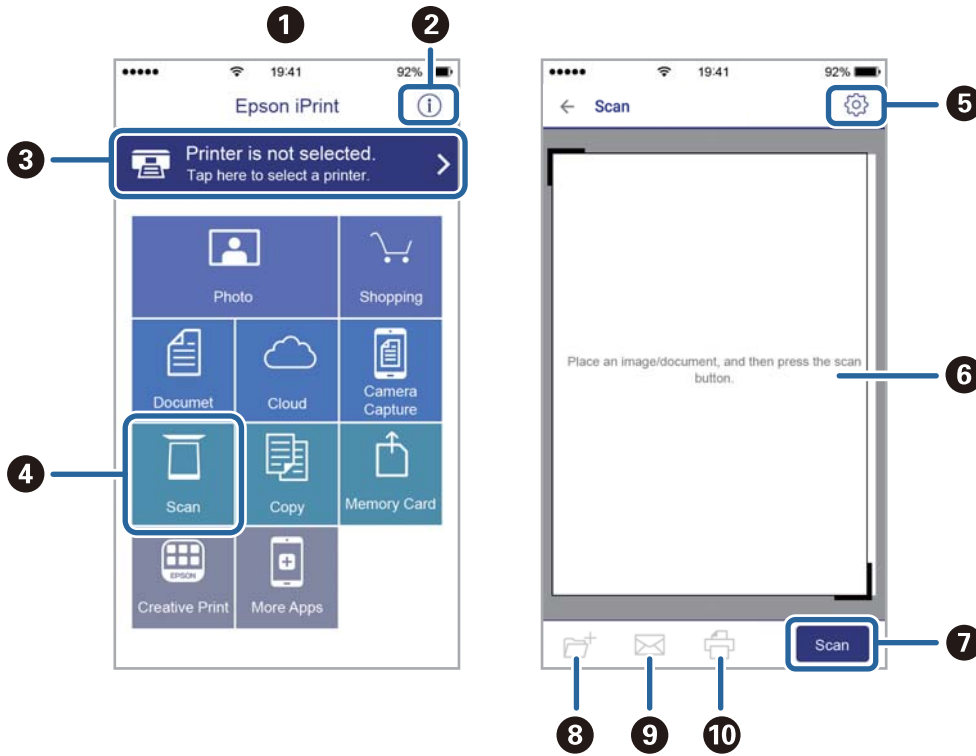 1
2
19:41
92%
Epson iPrint
3
Printer is not selected.
Tap here to select a printer.
Photo
Shopping
Documet
Cloud
Camera
Capture
4
Scan
Copy
Memory Card
EPSON
Creative Print
More Apps
19:41
92%
Scan
5
Place an image/document, and then press the scan
button.
6
Scan
7
8
9
10